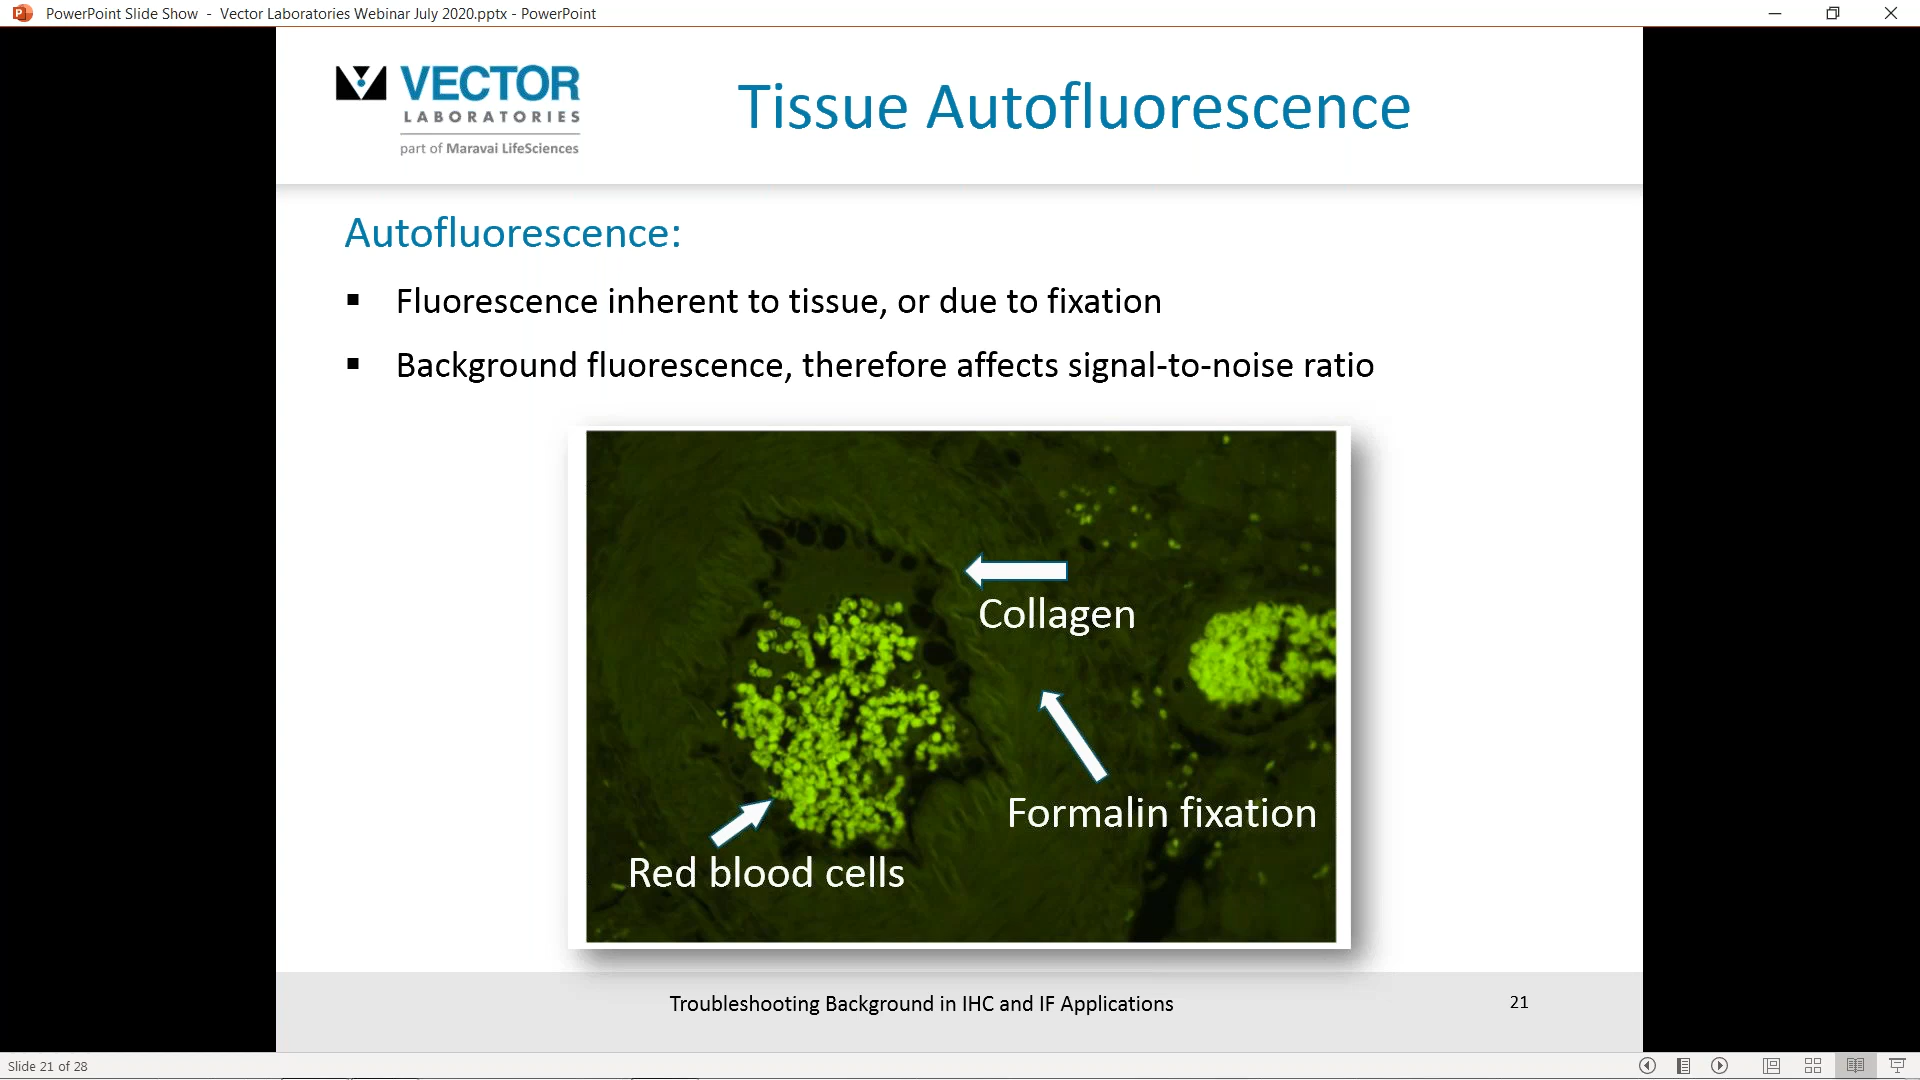 PowerPoint Slide Show - Vector Laboratories Webinar July 2020.pptx - PowerPoint
VECTOR
LABORATORIES
part of Maravai LifeSciences
Tissue Autofluorescence
Autofluorescence:
▪ Fluorescence inherent to tissue, or due to fixation
▪ Background fluorescence, therefore affects signal-to-noise ratio
Collagen
Formalin fixation
Red blood cells
Troubleshooting Background in IHC and IF Applications
21
Slide 21 of 28